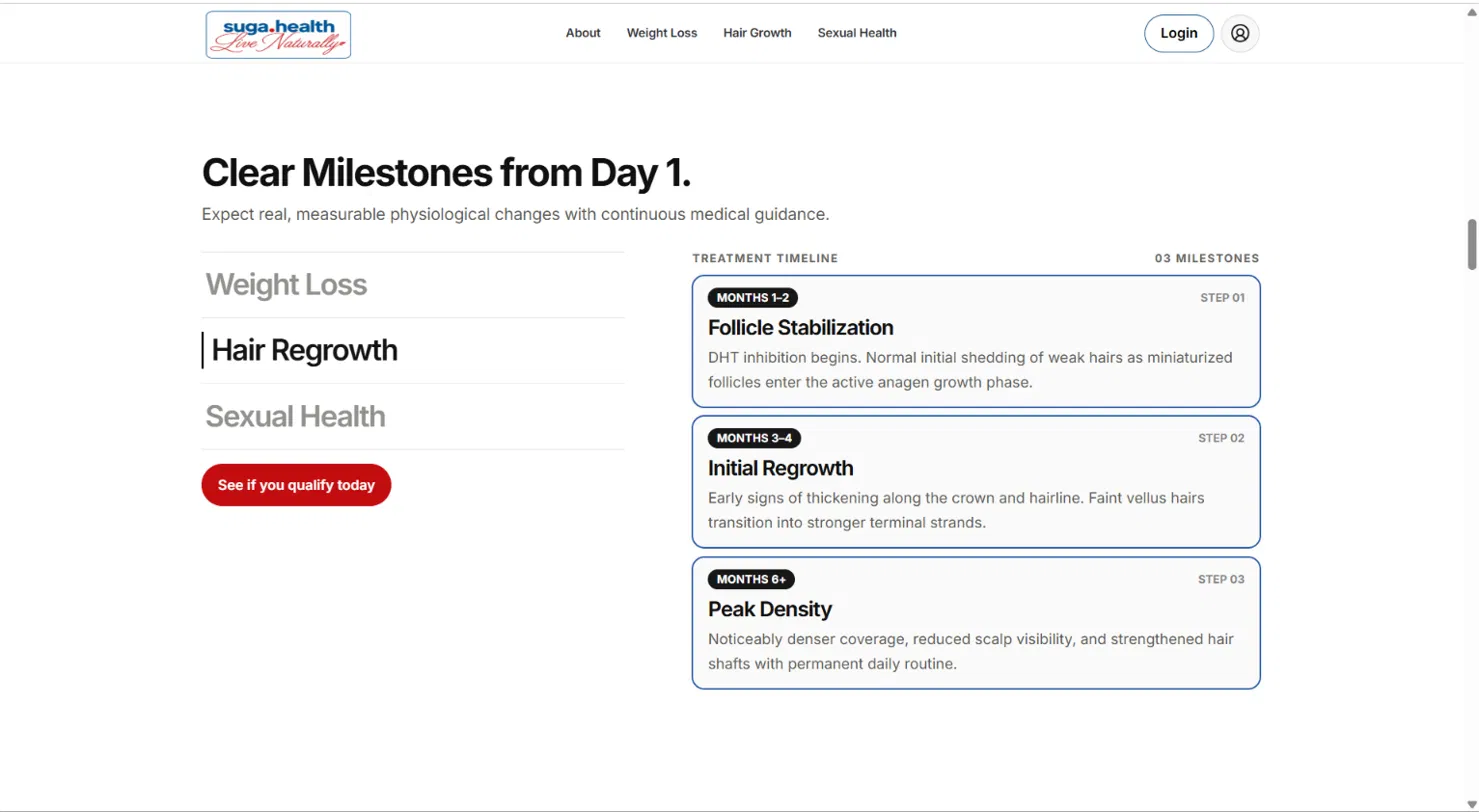 suga.health
Live Naturally
About
Weight Loss
Hair Growth
Sexual Health
Login
Clear Milestones from Day 1.
Expect real, measurable physiological changes with continuous medical guidance.
Weight Loss
Hair Regrowth
Sexual Health
See if you qualify today
TREATMENT TIMELINE
03 MILESTONES
MONTHS 1–2
STEP 01
Follicle Stabilization
DHT inhibition begins. Normal initial shedding of weak hairs as miniaturized
follicles enter the active anagen growth phase.
MONTHS 3–4
STEP 02
Initial Regrowth
Early signs of thickening along the crown and hairline. Faint vellus hairs
transition into stronger terminal strands.
MONTHS 6+
STEP 03
Peak Density
Noticeably denser coverage, reduced scalp visibility, and strengthened hair
shafts with permanent daily routine.